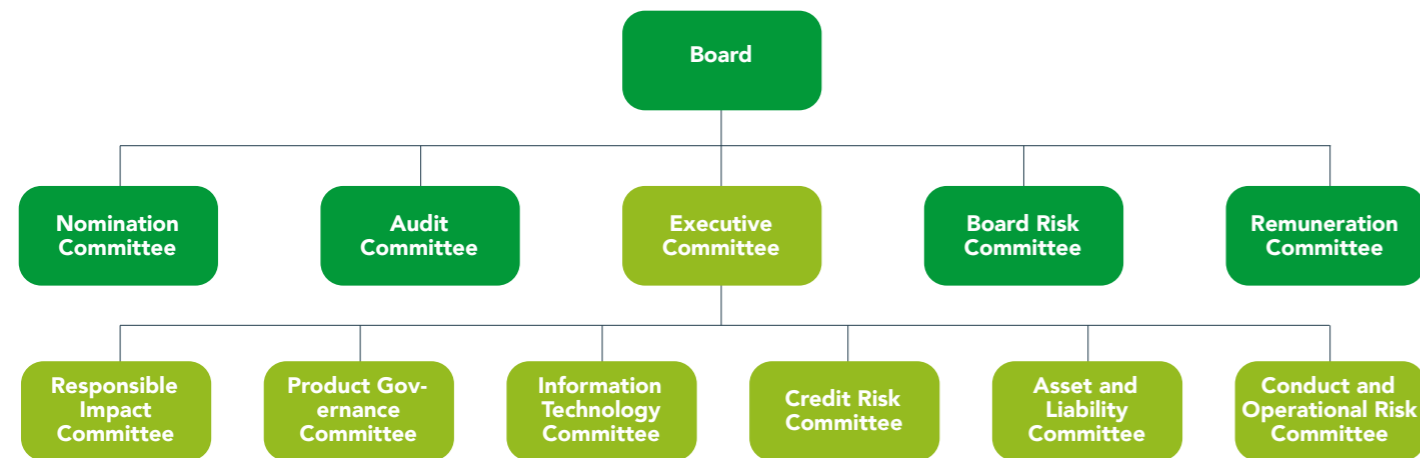 Board
Nomination
Committee
Audit
Committee
Executive
Committee
Board Risk
Committee
Remuneration
Committee
Responsible
Impact
Committee
Product Gov-
ernance
Committee
Information
Technology
Committee
Credit Risk
Committee
Asset and
Liability
Committee
Conduct and
Operational Risk
Committee